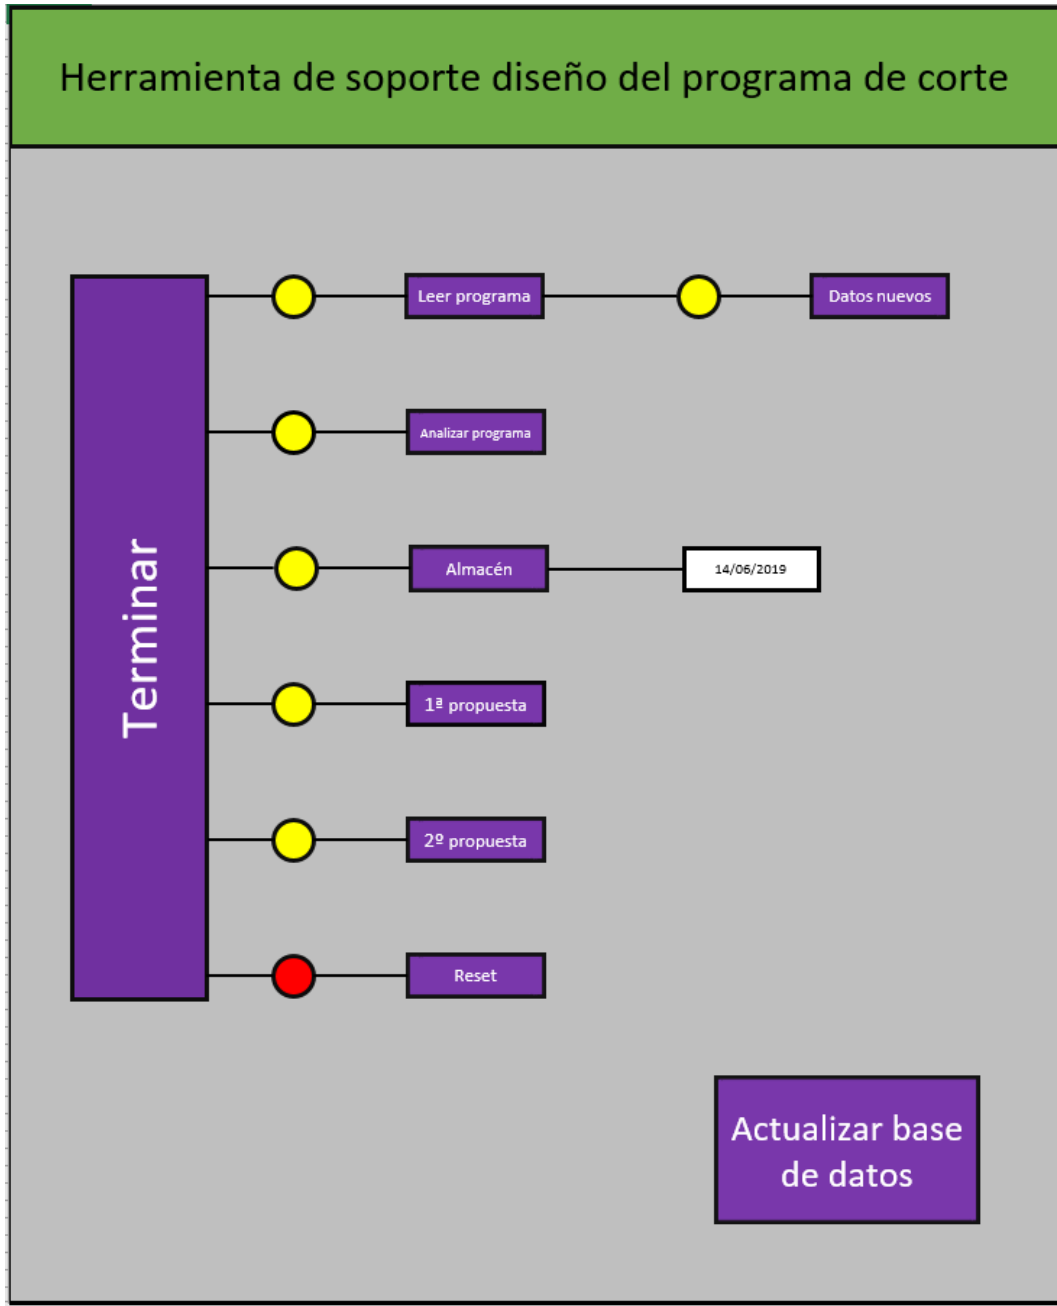 Herramienta de soporte diseño del programa de corte
Leer programa
Datos nuevos
Analizar programa
Terminar
Almacén
14/06/2019
1ª propuesta
2º propuesta
Reset
Actualizar base
de datos